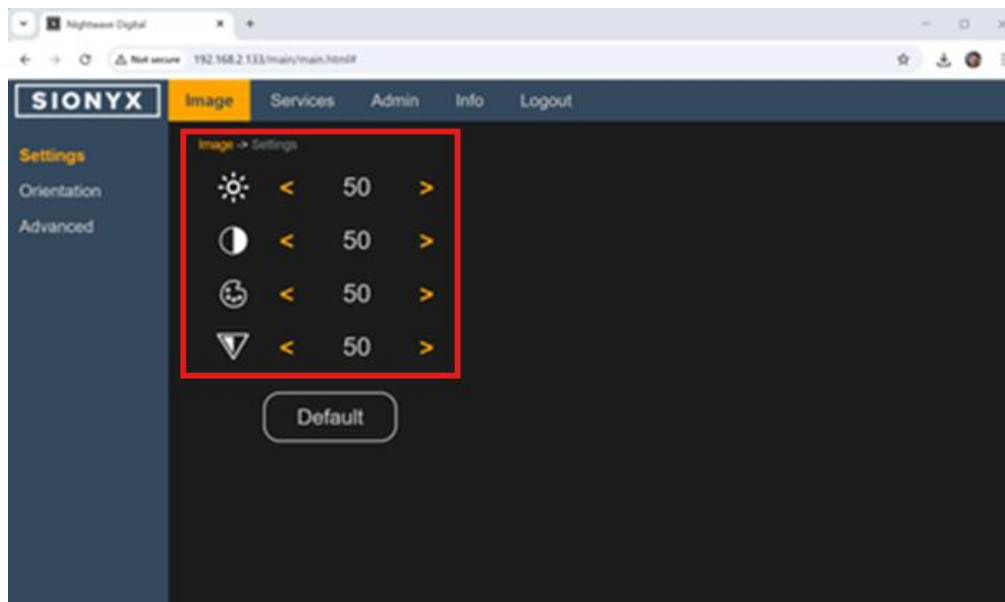 Nightwave Digital
Not secure 192.168.2.133/main/main.html#
SIONYX Image Services Admin Info Logout
Image -> Settings
Settings
Orientation
Advanced
< 50 >
< 50 >
< 50 >
< 50 >
Default